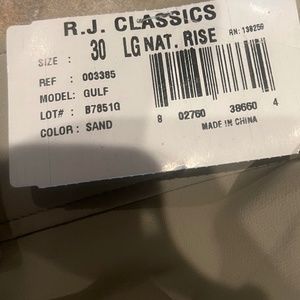 R.J. CLASSICS
SIZE : 30 LG NAT. RISE
RN: 138256
REF : 003385
MODEL: GULF
LOT# : B7851G
COLOR : SAND
8 02760 38660 4
MADE IN CHINA